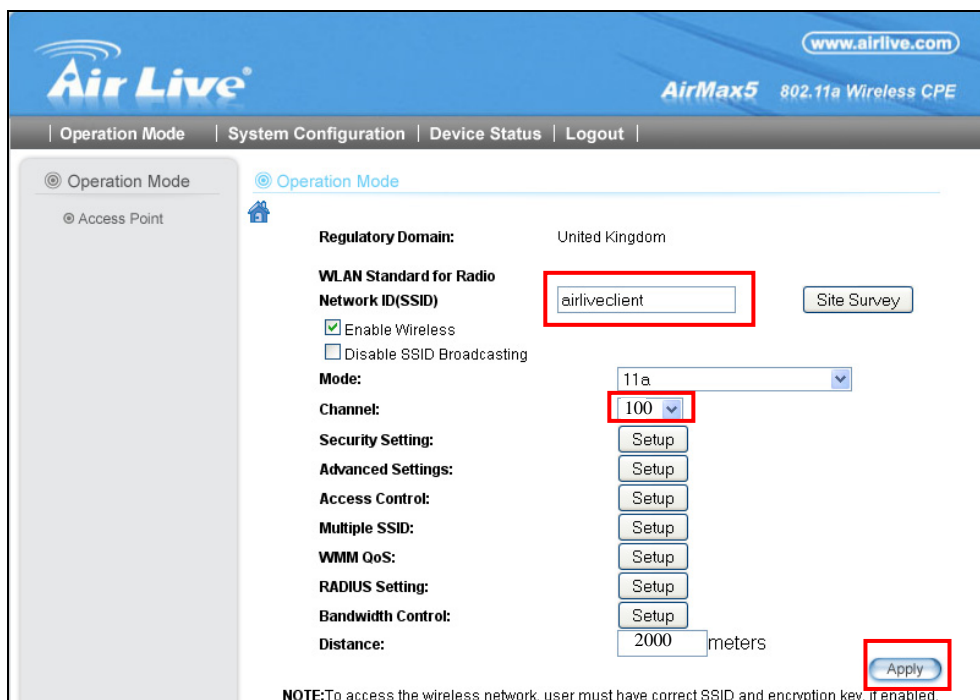 www.airlive.com
Air Live®
AirMax5 802.11a Wireless CPE
| Operation Mode | System Configuration | Device Status | Logout |
Operation Mode
Access Point
Operation Mode
Regulatory Domain: United Kingdom
WLAN Standard for Radio
Network ID(SSID) airliveclient Site Survey
Enable Wireless
Disable SSID Broadcasting
Mode: 11a
Channel: 100
Security Setting: Setup
Advanced Settings: Setup
Access Control: Setup
Multiple SSID: Setup
WMM QoS: Setup
RADIUS Setting: Setup
Bandwidth Control: Setup
Distance: 2000 meters
Apply
NOTE:To access the wireless network, user must have correct SSID and encryption key, if enabled.